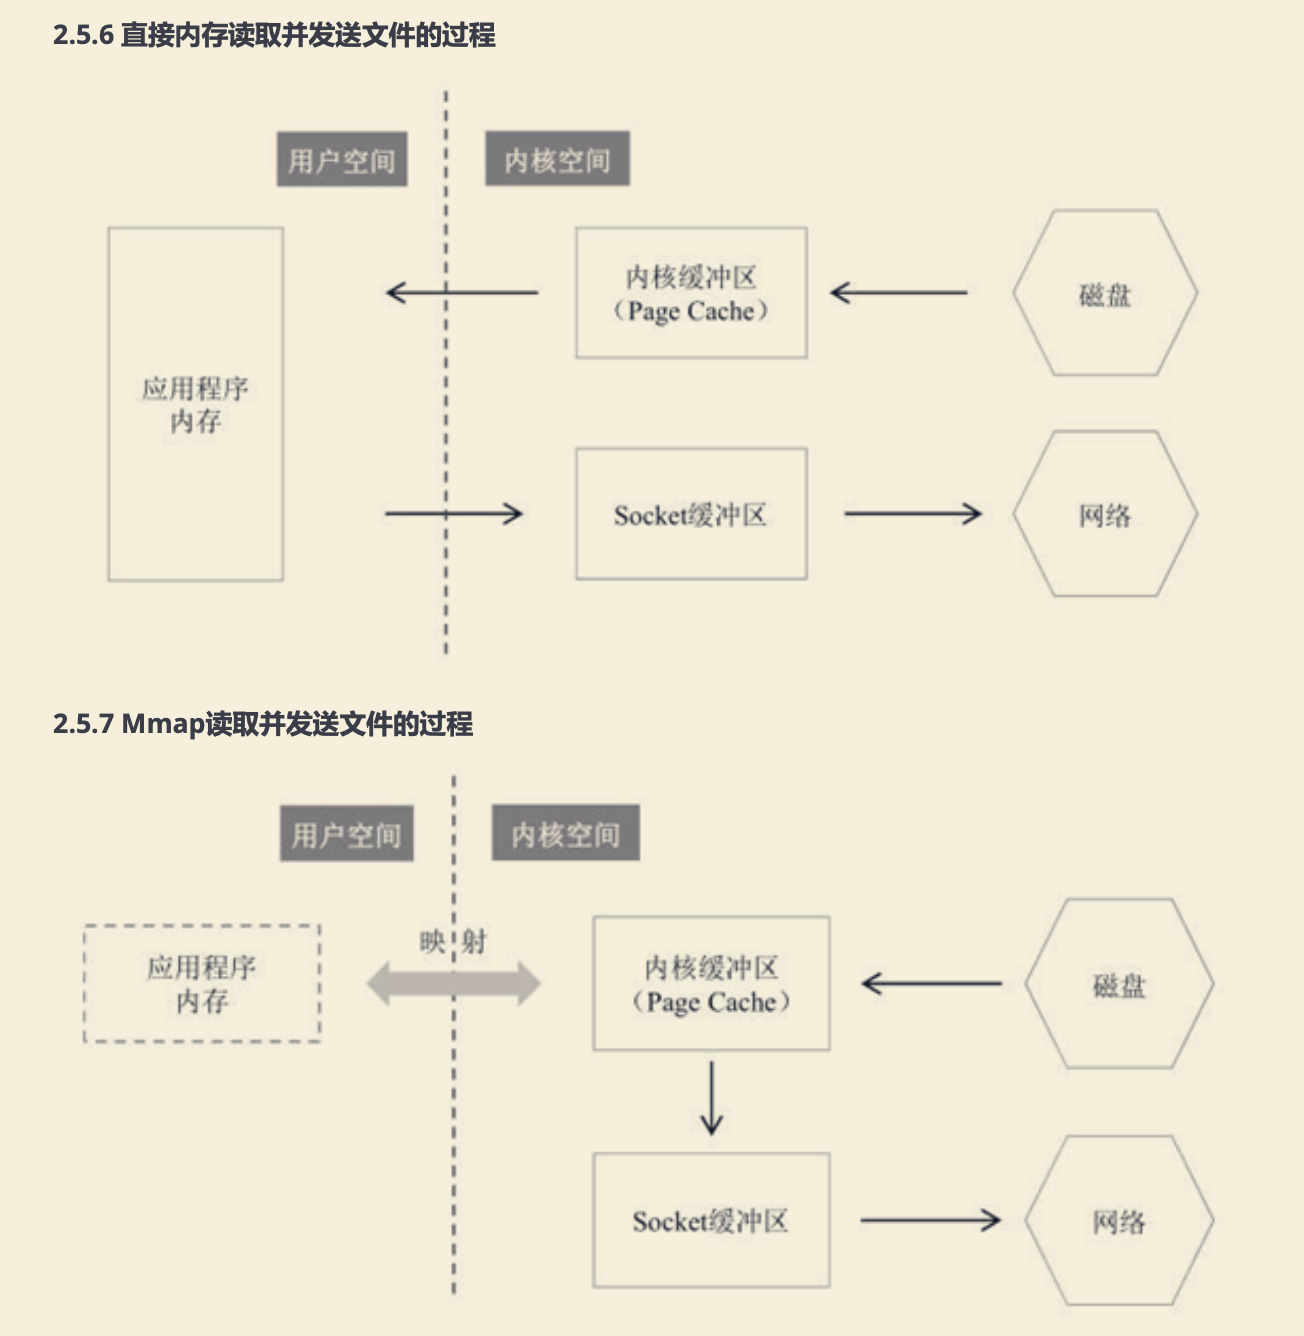 2.5.6 直接内存读取并发送文件的过程
用户空间
内核空间
内核缓冲区
（Page Cache）
磁盘
应用程序
内存
Socket缓冲区
网络
2.5.7 Mmap读取并发送文件的过程
用户空间
内核空间
映射
应用程序
内存
内核缓冲区
（Page Cache）
磁盘
Socket缓冲区
网络